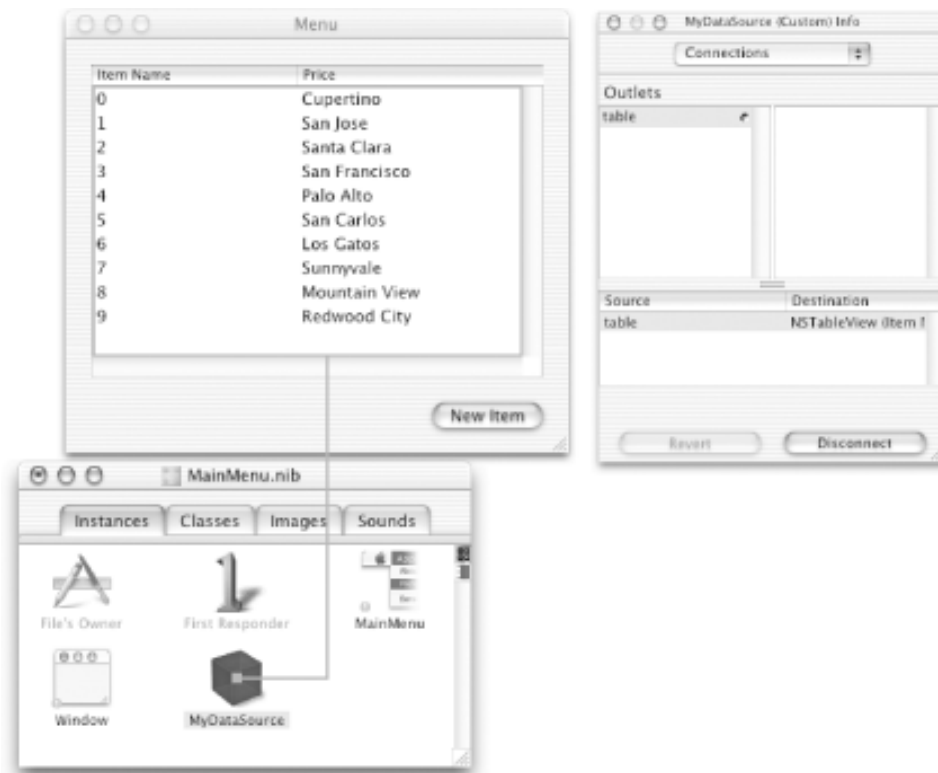 Menu
Item Name Price
0 Cupertino
1 San Jose
2 Santa Clara
3 San Francisco
4 Palo Alto
5 San Carlos
6 Los Gatos
7 Sunnyvale
8 Mountain View
9 Redwood City
New Item
MyDataSource (Custom) Info
Connections
Outlets
table
Source Destination
table NSTableView (Item
Revert Disconnect
MainMenu.nib
Instances Classes Images Sounds
File's Owner First Responder MainMenu
Window MyDataSource